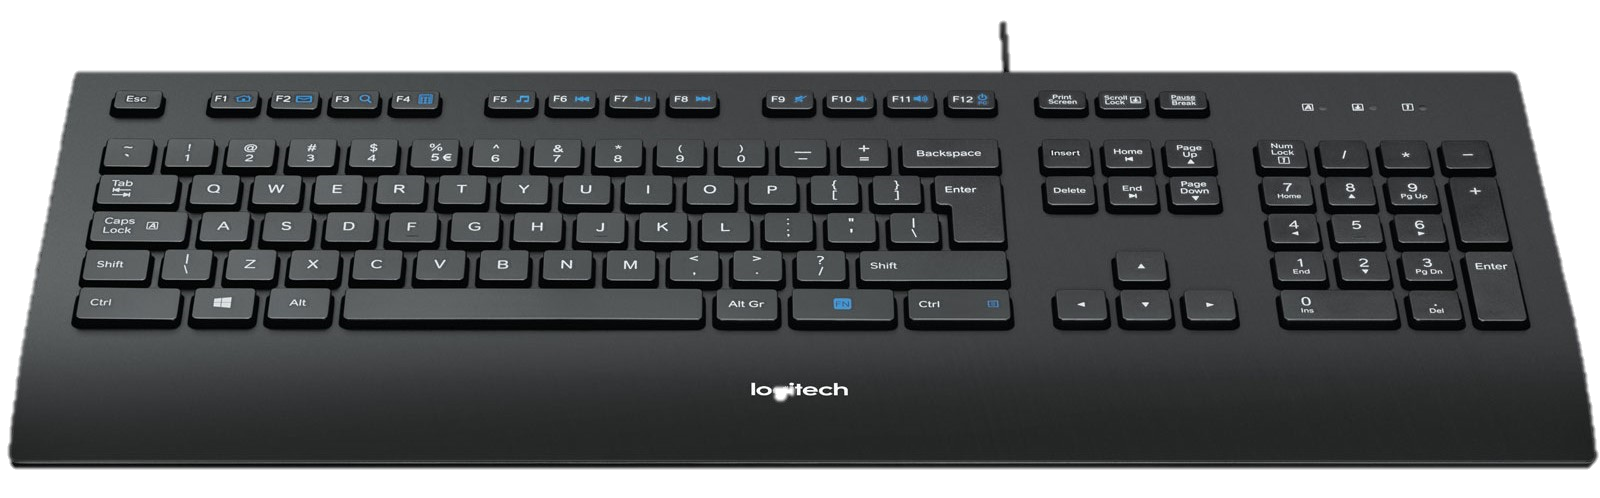 Esc F1 F2 F3 F4 F5 F6 F7 F8 F9 F10 F11 F12 PC Print Screen Scroll Lock Pause Break A 1
~ ` ! 1 @ 2 # 3 $ 4 % 5 € ^ 6 & 7 * 8 ( 9 ) 0 _ - + = Backspace Insert Home Page Up Num Lock 1 / * -
Tab Q W E R T Y U I O P { [ } ] Enter Delete End Page Down 7 Home 8 9 Pg Up +
Caps Lock A A S D F G H J K L : ; " ' | \ 4 5 6
Shift | \ Z X C V B N M < , > . ? / Shift 1 End 2 3 Pg Dn Enter
Ctrl Alt Alt Gr FN Ctrl 0 Ins . Del
logitech